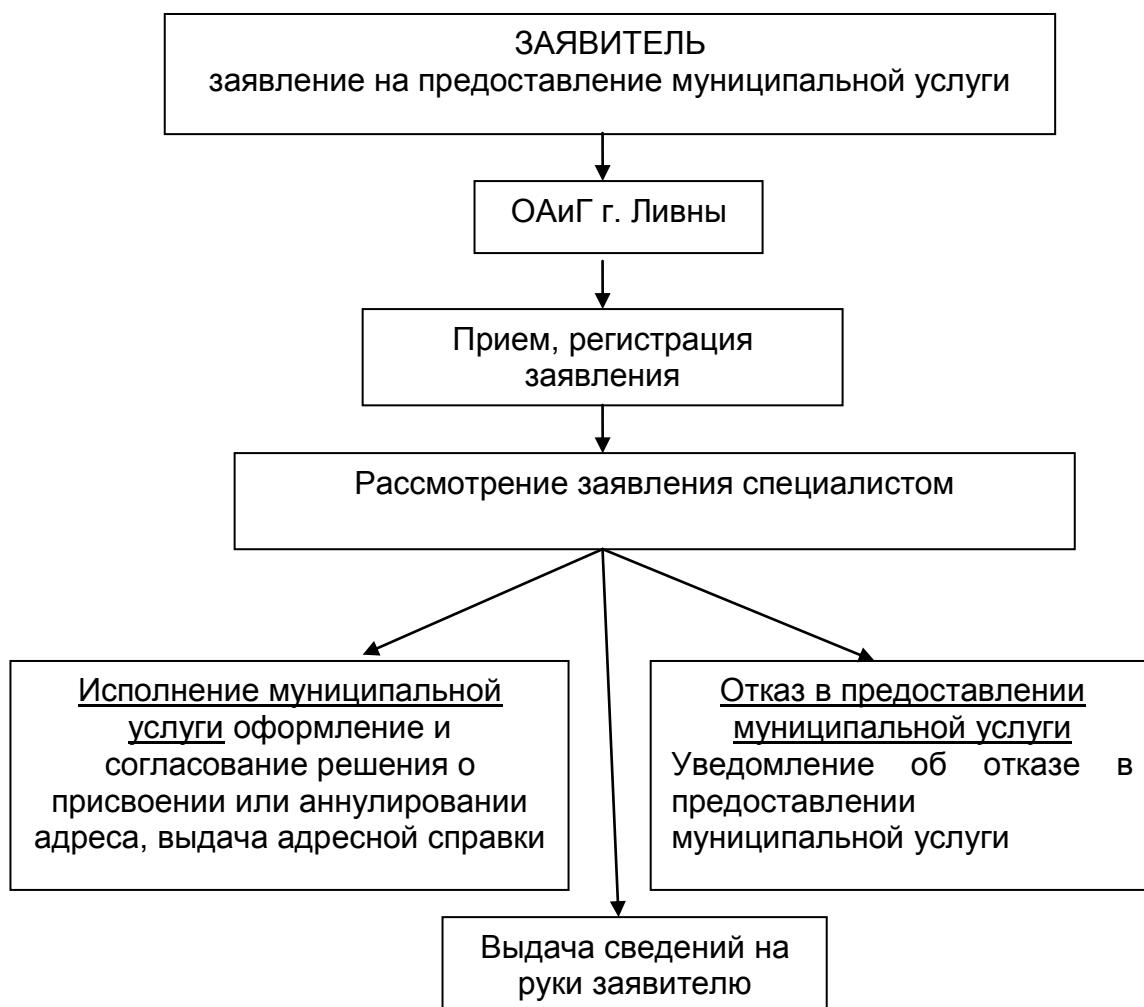 ЗАЯВИТЕЛЬ
заявление на предоставление муниципальной услуги
ОАиГ г. Ливны
Прием, регистрация
заявления
Рассмотрение заявления специалистом
Исполнение муниципальной
услуги оформление и
согласование решения о
присвоении или аннулировании
адреса, выдача адресной справки
Отказ в предоставлении
муниципальной услуги
Уведомление об отказе в
предоставлении
муниципальной услуги
Выдача сведений на
руки заявителю